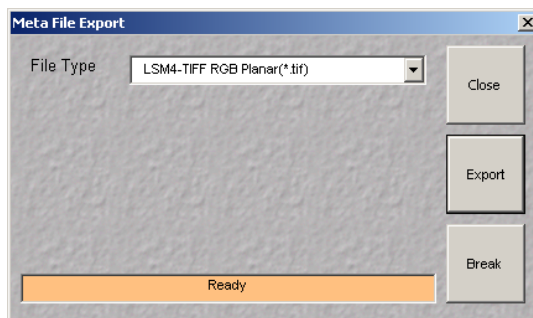 Meta File Export
File Type
LSM4-TIFF RGB Planar(*.tif)
Close
Export
Break
Ready